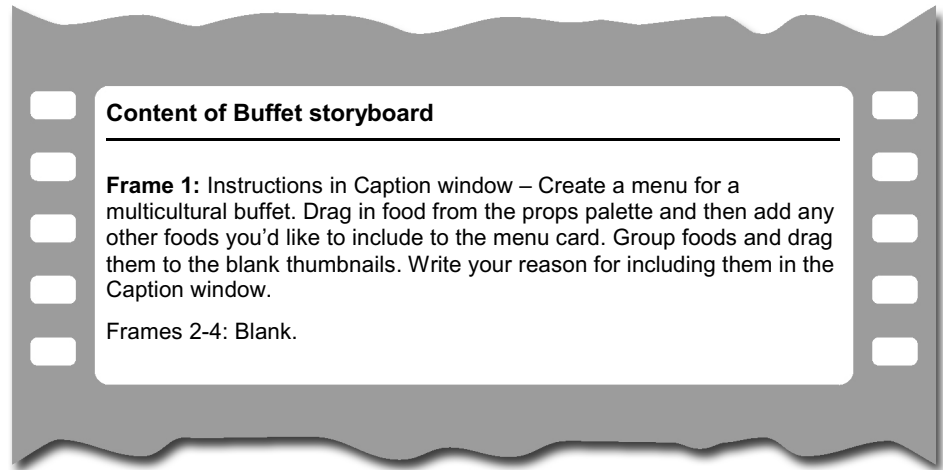 Content of Buffet storyboard
Frame 1: Instructions in Caption window – Create a menu for a
multicultural buffet. Drag in food from the props palette and then add any
other foods you'd like to include to the menu card. Group foods and drag
them to the blank thumbnails. Write your reason for including them in the
Caption window.
Frames 2-4: Blank.